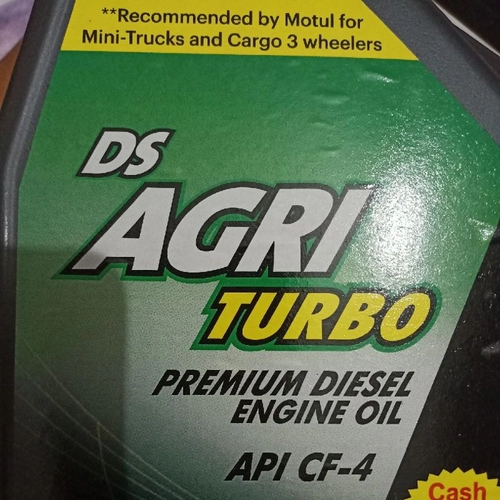 **Recommended by Motul for
Mini-Trucks and Cargo 3 wheelers
DS
AGRI
TURBO
PREMIUM DIESEL
ENGINE OIL
API CF-4
Cash